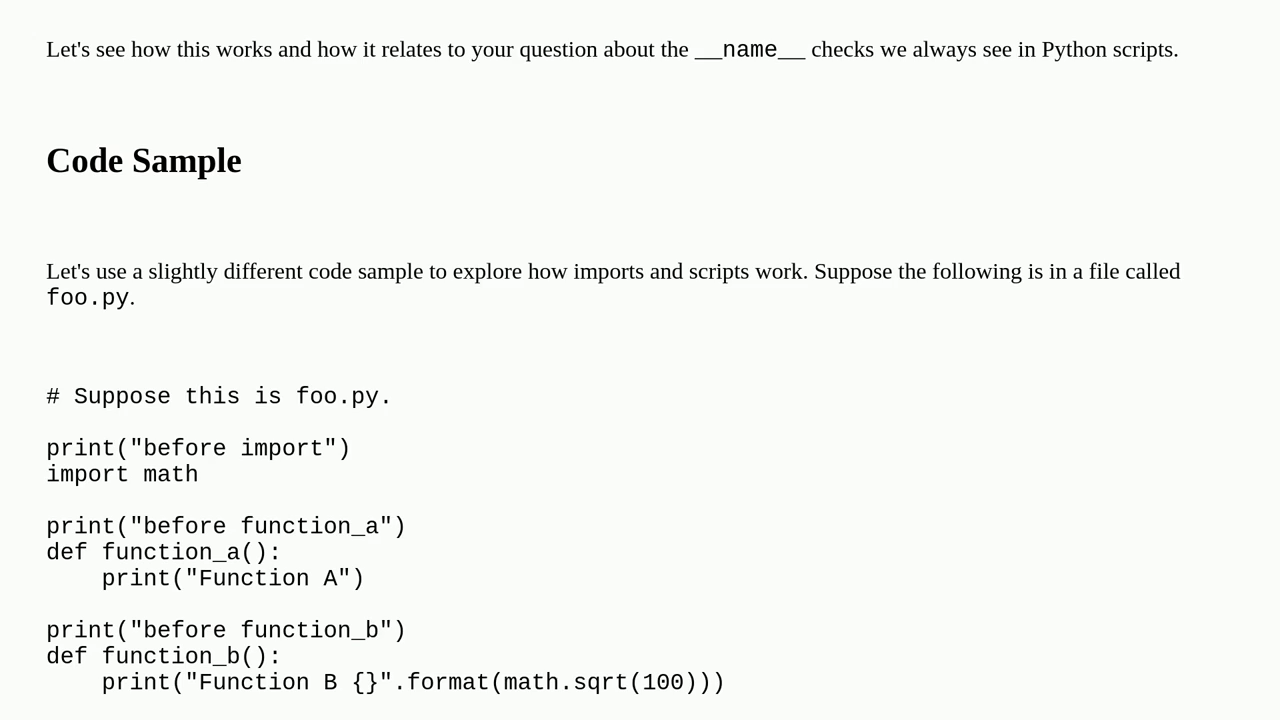 Let's see how this works and how it relates to your question about the __name__ checks we always see in Python scripts.
Code Sample
Let's use a slightly different code sample to explore how imports and scripts work. Suppose the following is in a file called
foo.py.
# Suppose this is foo.py.
print("before import")
import math
print("before function_a")
def function_a():
    print("Function A")
print("before function_b")
def function_b():
    print("Function B {}".format(math.sqrt(100)))